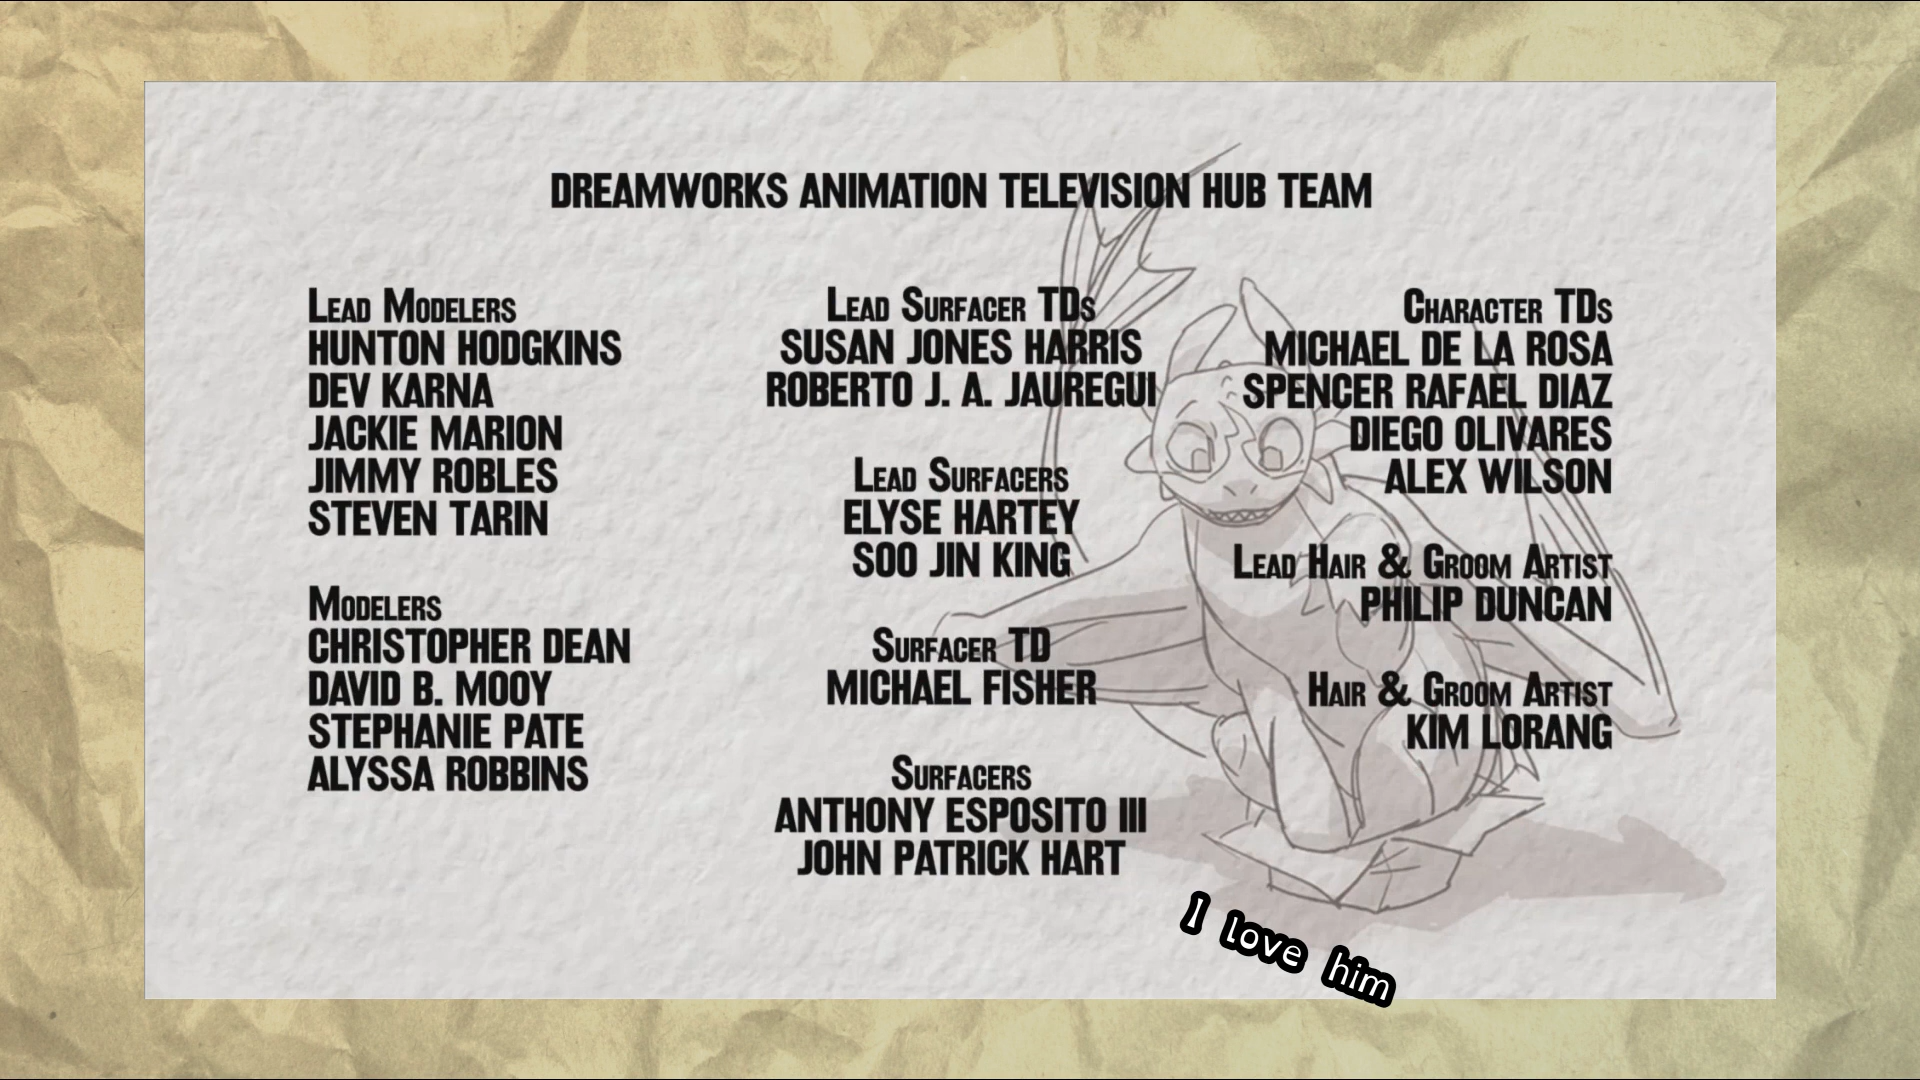 DREAMWORKS ANIMATION TELEVISION HUB TEAM
LEAD MODELERS
HUNTON HODGKINS
DEV KARNA
JACKIE MARION
JIMMY ROBLES
STEVEN TARIN
MODELERS
CHRISTOPHER DEAN
DAVID B. MOOY
STEPHANIE PATE
ALYSSA ROBBINS
LEAD SURFACER TDs
SUSAN JONES HARRIS
ROBERTO J. A. JAUREGUI
LEAD SURFACERS
ELYSE HARTEY
SOO JIN KING
SURFACER TD
MICHAEL FISHER
SURFACERS
ANTHONY ESPOSITO III
JOHN PATRICK HART
CHARACTER TDs
MICHAEL DE LA ROSA
SPENCER RAFAEL DIAZ
DIEGO OLIVARES
ALEX WILSON
LEAD HAIR & GROOM ARTIST
PHILIP DUNCAN
HAIR & GROOM ARTIST
KIM LORANG
I love him